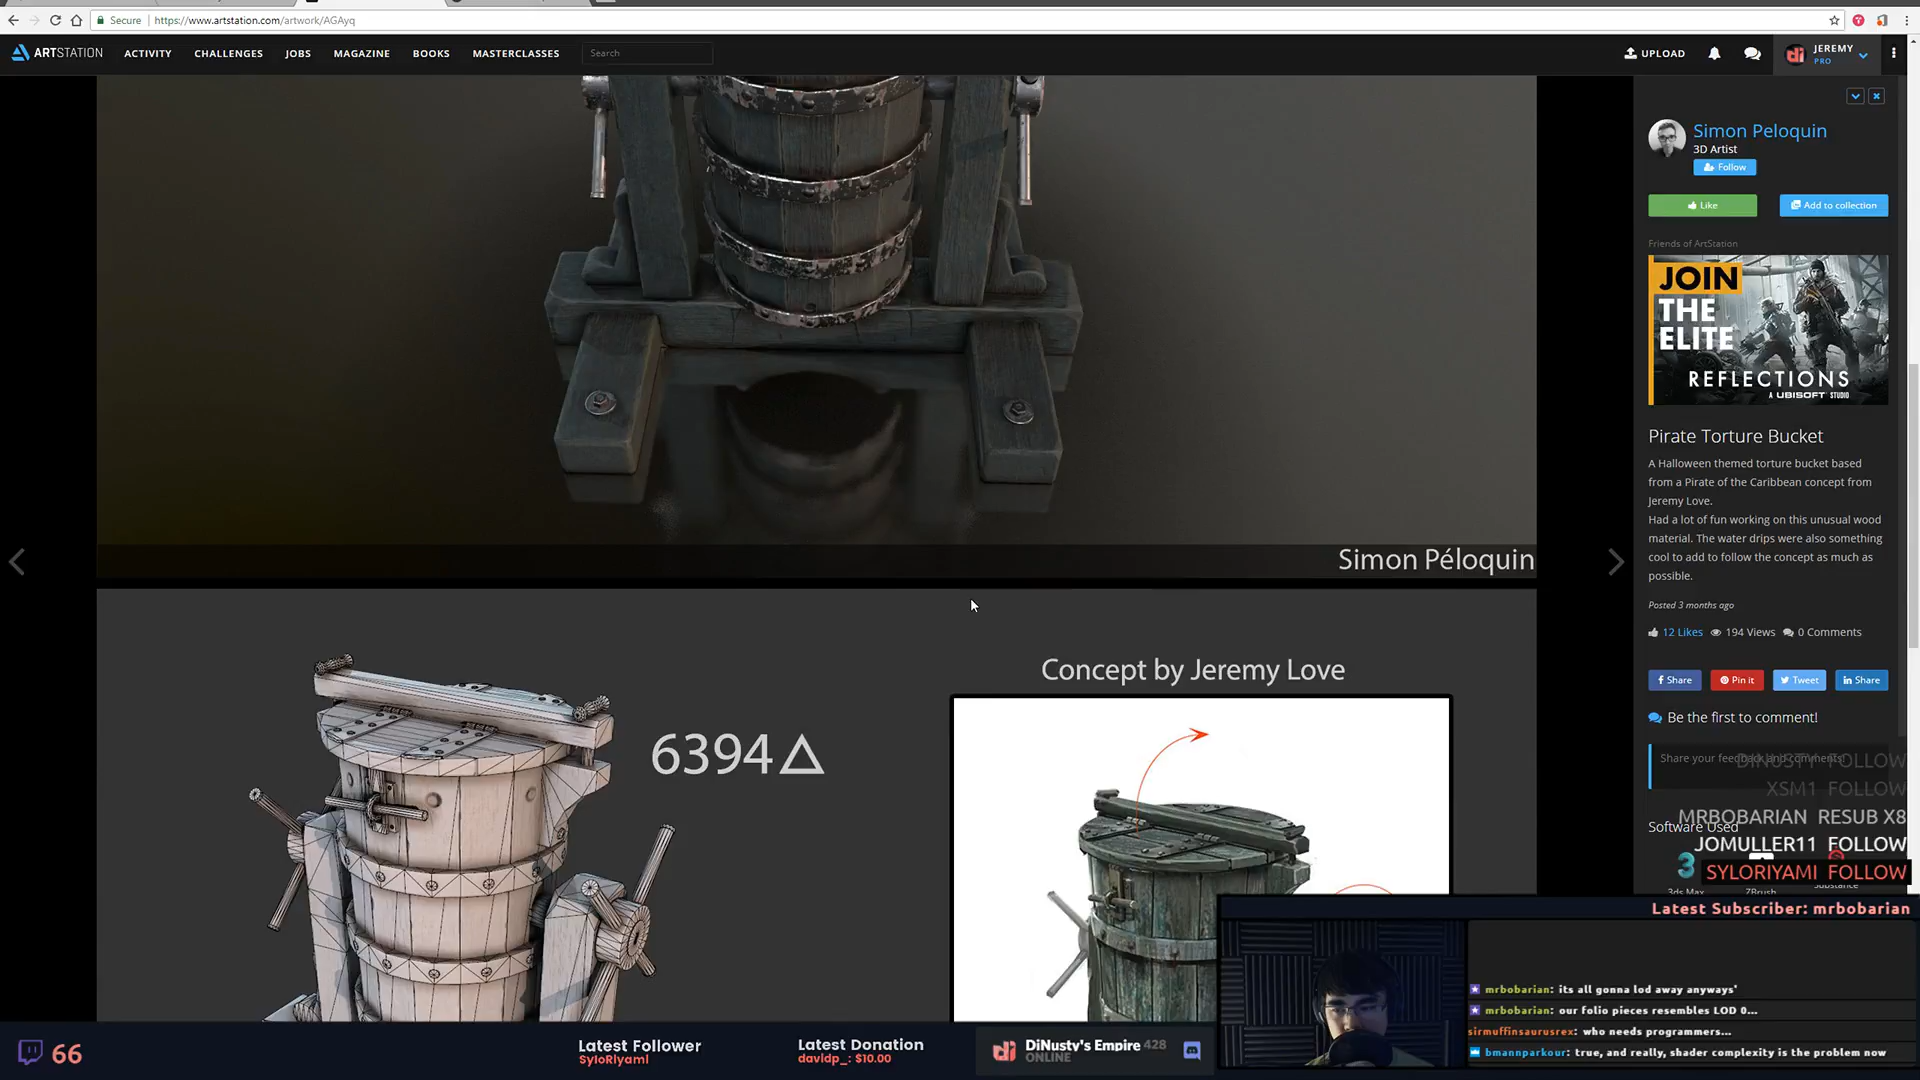 Secure https://www.artstation.com/artwork/AGAyq
ARTSTATION ACTIVITY CHALLENGES JOBS MAGAZINE BOOKS MASTERCLASSES Search UPLOAD JEREMY
PRO
Simon Peloquin
3D Artist
Follow
Like Add to collection
Friends of ArtStation
JOIN
THE
ELITE
REFLECTIONS
A UBISOFT STUDIO
Pirate Torture Bucket
A Halloween themed torture bucket based
from a Pirate of the Caribbean concept from
Jeremy Love.
Had a lot of fun working on this unusual wood
material. The water drips were also something
cool to add to follow the concept as much as
possible.
Posted 3 months ago
12 Likes 194 Views 0 Comments
Share Pin it Tweet Share
Be the first to comment!
Share your feedback and comments!
Software Used
3ds Max ZBrush Substance
Simon Péloquin
Concept by Jeremy Love
6394△
DINUSTY FOLLOW
XSM1 FOLLOW
MRBOBARIAN RESUB X8
JOMULLER11 FOLLOW
SYLORIYAMI FOLLOW
Latest Subscriber: mrbobarian
mrbobarian: its all gonna lod away anyways'
mrbobarian: our folio pieces resembles LOD 0...
sirmuffinsaurusrex: who needs programmers...
bmannparkour: true, and really, shader complexity is the problem now
66
Latest Follower
SyloRIyamI
Latest Donation
davidp_: $10.00
di DiNusty's Empire 428
ONLINE